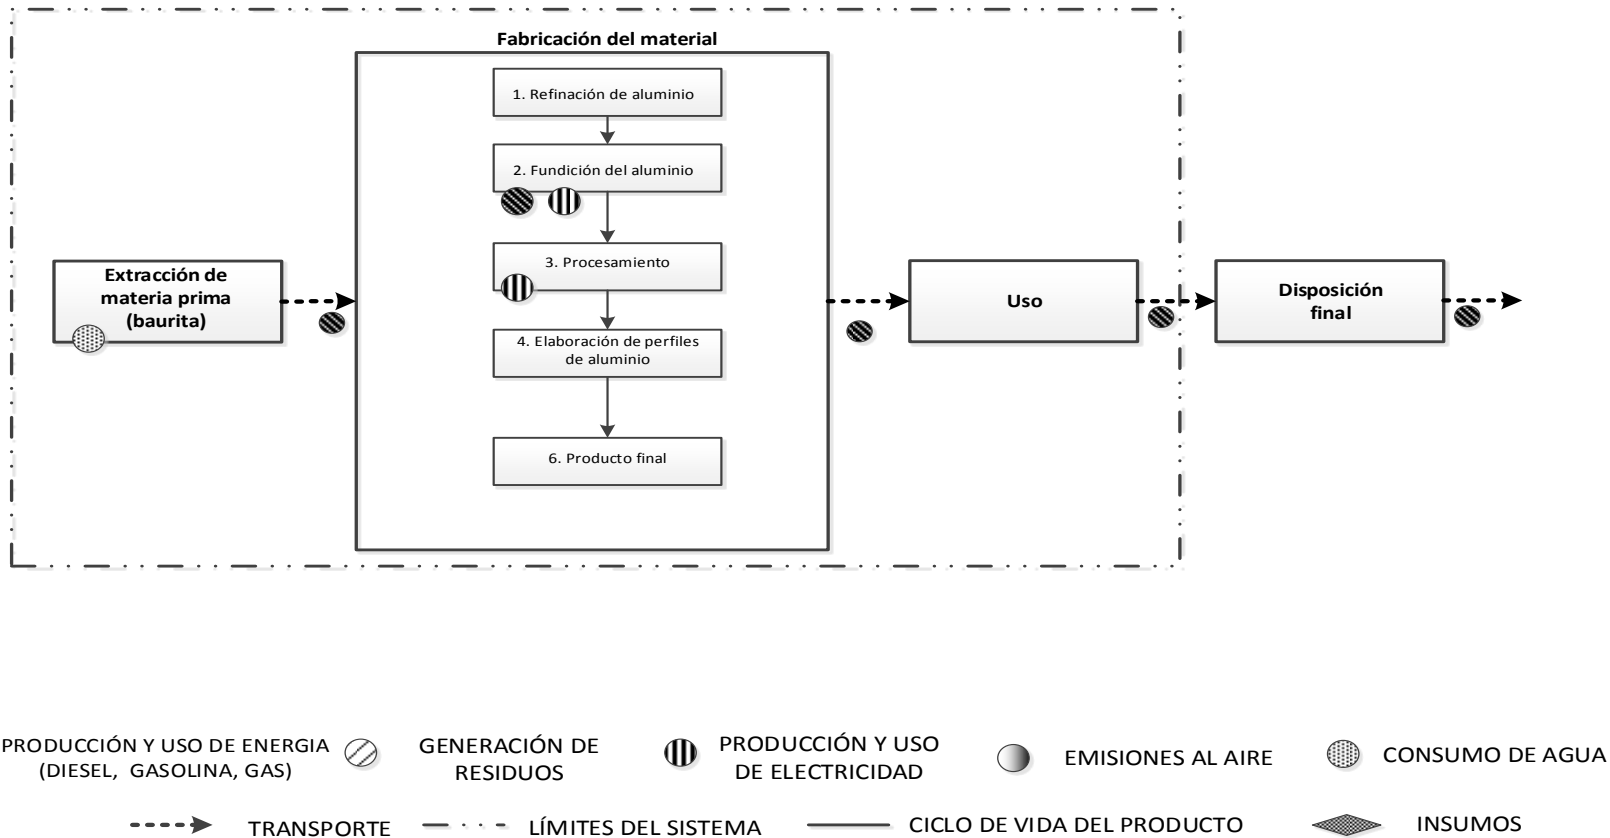 Fabricación del material
1. Refinación de aluminio
2. Fundición del aluminio
3. Procesamiento
4. Elaboración de perfiles
de aluminio
6. Producto final
Extracción de
materia prima
(baurita)
Uso
Disposición
final
PRODUCCIÓN Y USO DE ENERGIA
(DIESEL, GASOLINA, GAS)
GENERACIÓN DE
RESIDUOS
PRODUCCIÓN Y USO
DE ELECTRICIDAD
EMISIONES AL AIRE
CONSUMO DE AGUA
TRANSPORTE
LÍMITES DEL SISTEMA
CICLO DE VIDA DEL PRODUCTO
INSUMOS